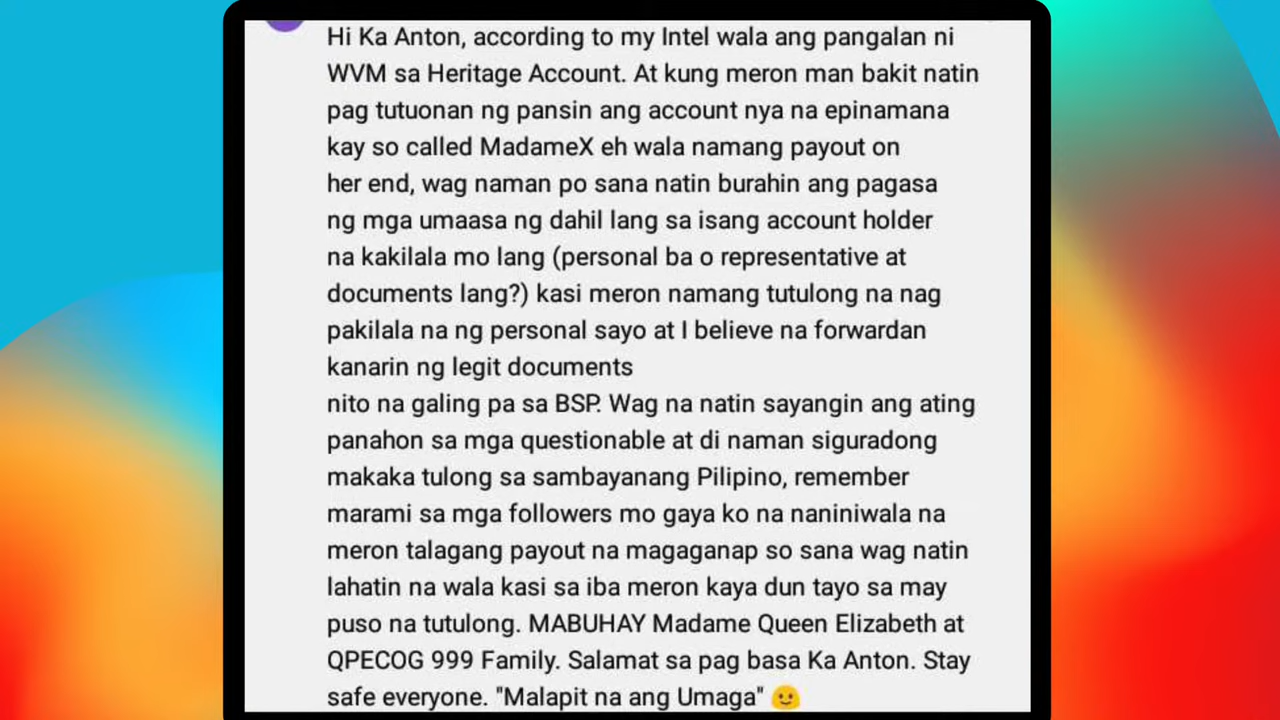 Hi Ka Anton, according to my Intel wala ang pangalan ni
WVM sa Heritage Account. At kung meron man bakit natin
pag tutuonan ng pansin ang account nya na epinamana
kay so called MadameX eh wala namang payout on
her end, wag naman po sana natin burahin ang pagasa
ng mga umaasa ng dahil lang sa isang account holder
na kakilala mo lang (personal ba o representative at
documents lang?) kasi meron namang tutulong na nag
pakilala na ng personal sayo at I believe na forwardan
kanarin ng legit documents
nito na galing pa sa BSP. Wag na natin sayangin ang ating
panahon sa mga questionable at di naman siguradong
makaka tulong sa sambayanang Pilipino, remember
marami sa mga followers mo gaya ko na naniniwala na
meron talagang payout na magaganap so sana wag natin
lahatin na wala kasi sa iba meron kaya dun tayo sa may
puso na tutulong. MABUHAY Madame Queen Elizabeth at
QPECOG 999 Family. Salamat sa pag basa Ka Anton. Stay
safe everyone. "Malapit na ang Umaga" 🙂